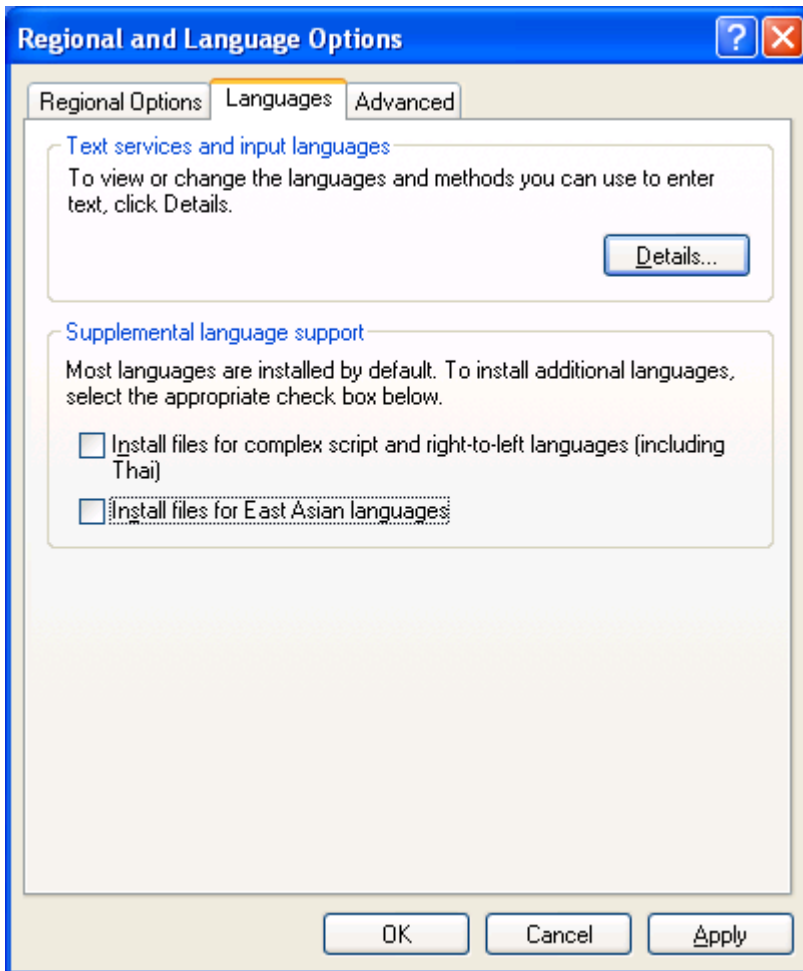 Regional and Language Options
?
Regional Options Languages Advanced
Text services and input languages
To view or change the languages and methods you can use to enter
text, click Details.
Details...
Supplemental language support
Most languages are installed by default. To install additional languages,
select the appropriate check box below.
Install files for complex script and right-to-left languages (including
Thai)
Install files for East Asian languages
OK Cancel Apply